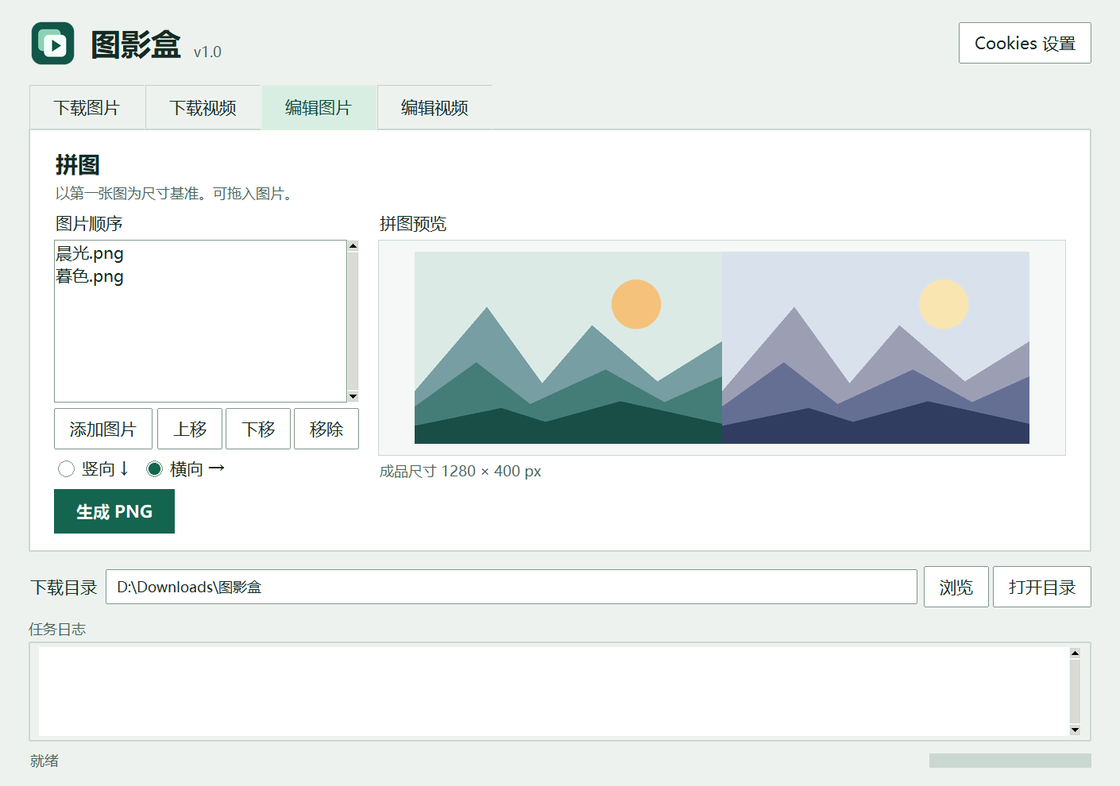 图影盒 v1.0
Cookies 设置
下载图片 下载视频 编辑图片 编辑视频
拼图
以第一张图为尺寸基准。可拖入图片。
图片顺序
晨光.png
暮色.png
添加图片 上移 下移 移除
竖向↓ 横向→
生成 PNG
拼图预览
成品尺寸 1280 × 400 px
下载目录 D:\Downloads\图影盒 浏览 打开目录
任务日志
就绪